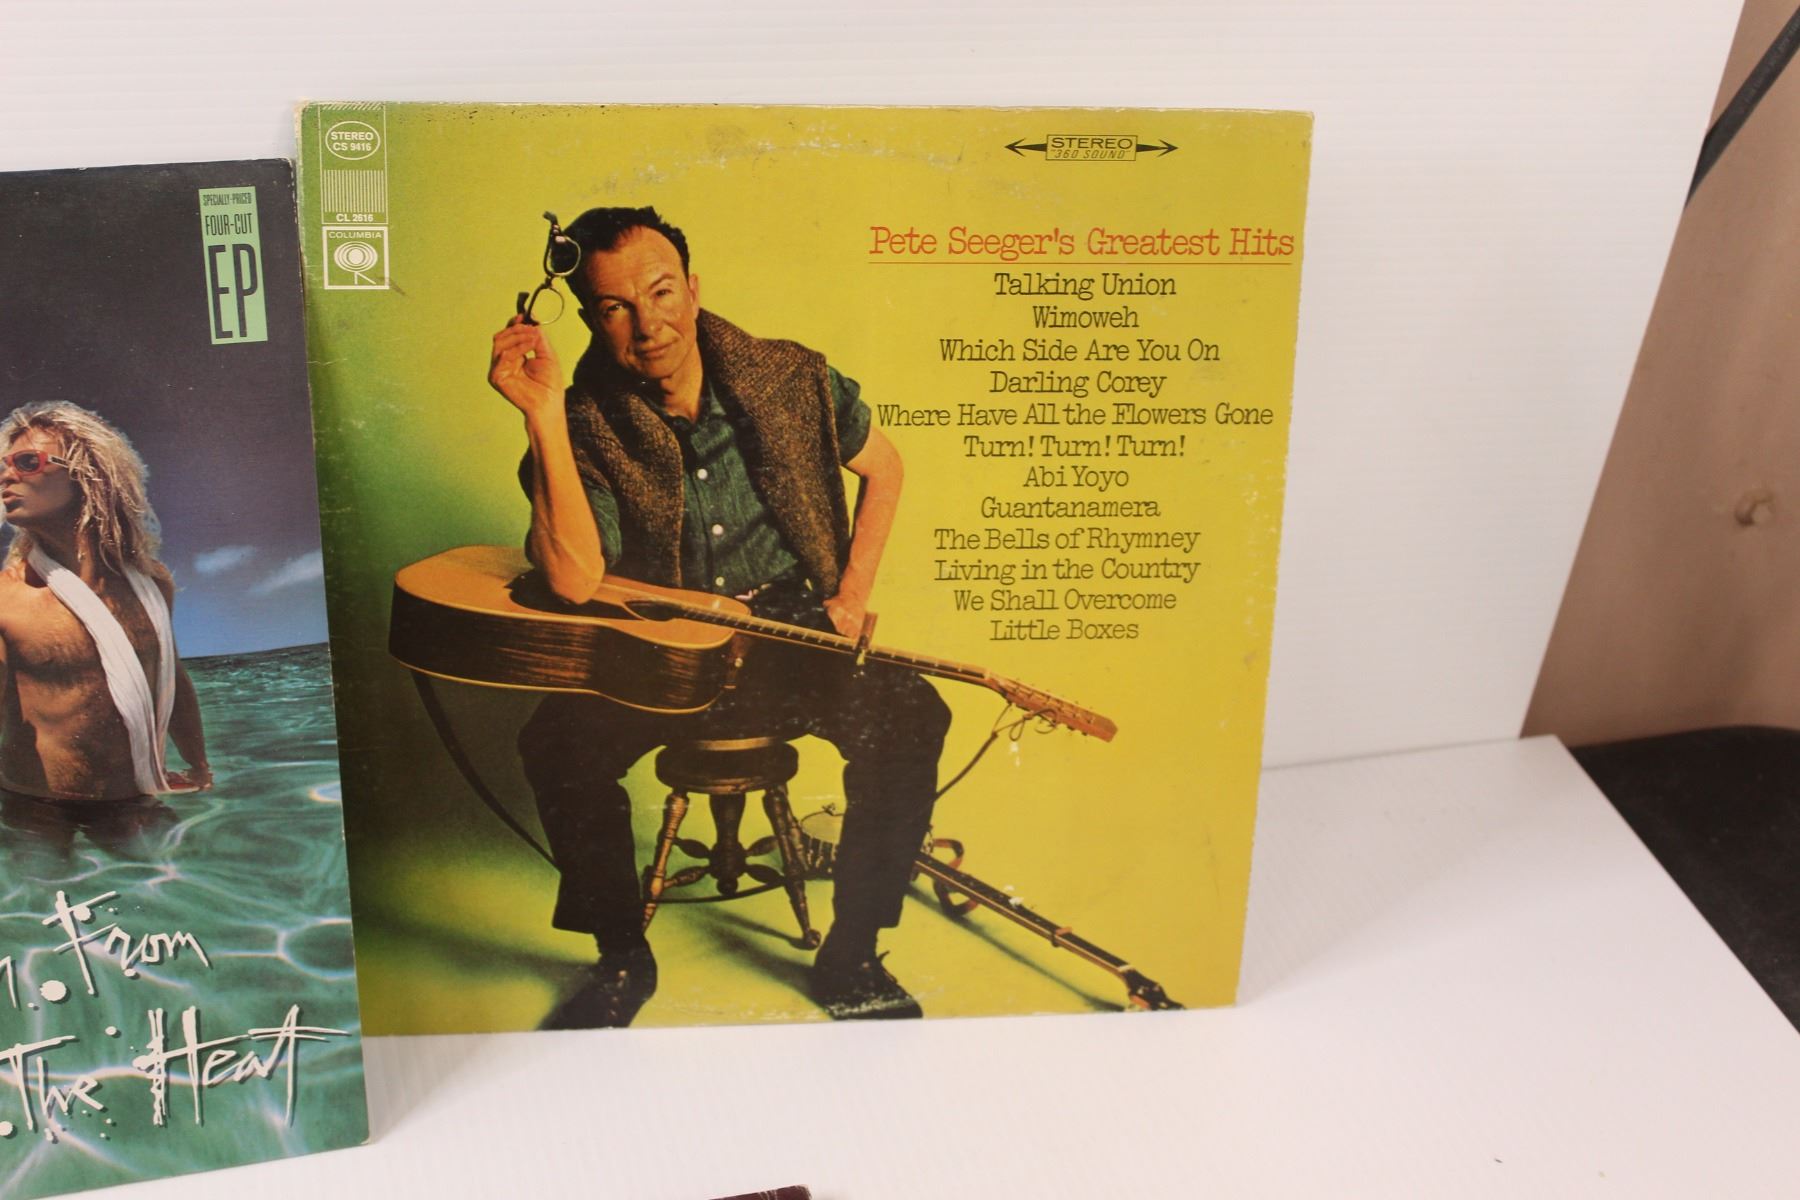 SPECIALLY-PRICED
FOUR-CUT
EP
From
The Heat
STEREO
CS 9416
CL 2616
COLUMBIA
STEREO
"360 SOUND"
Pete Seeger's Greatest Hits
Talking Union
Wimoweh
Which Side Are You On
Darling Corey
Where Have All the Flowers Gone
Turn! Turn! Turn!
Abi Yoyo
Guantanamera
The Bells of Rhymney
Living in the Country
We Shall Overcome
Little Boxes